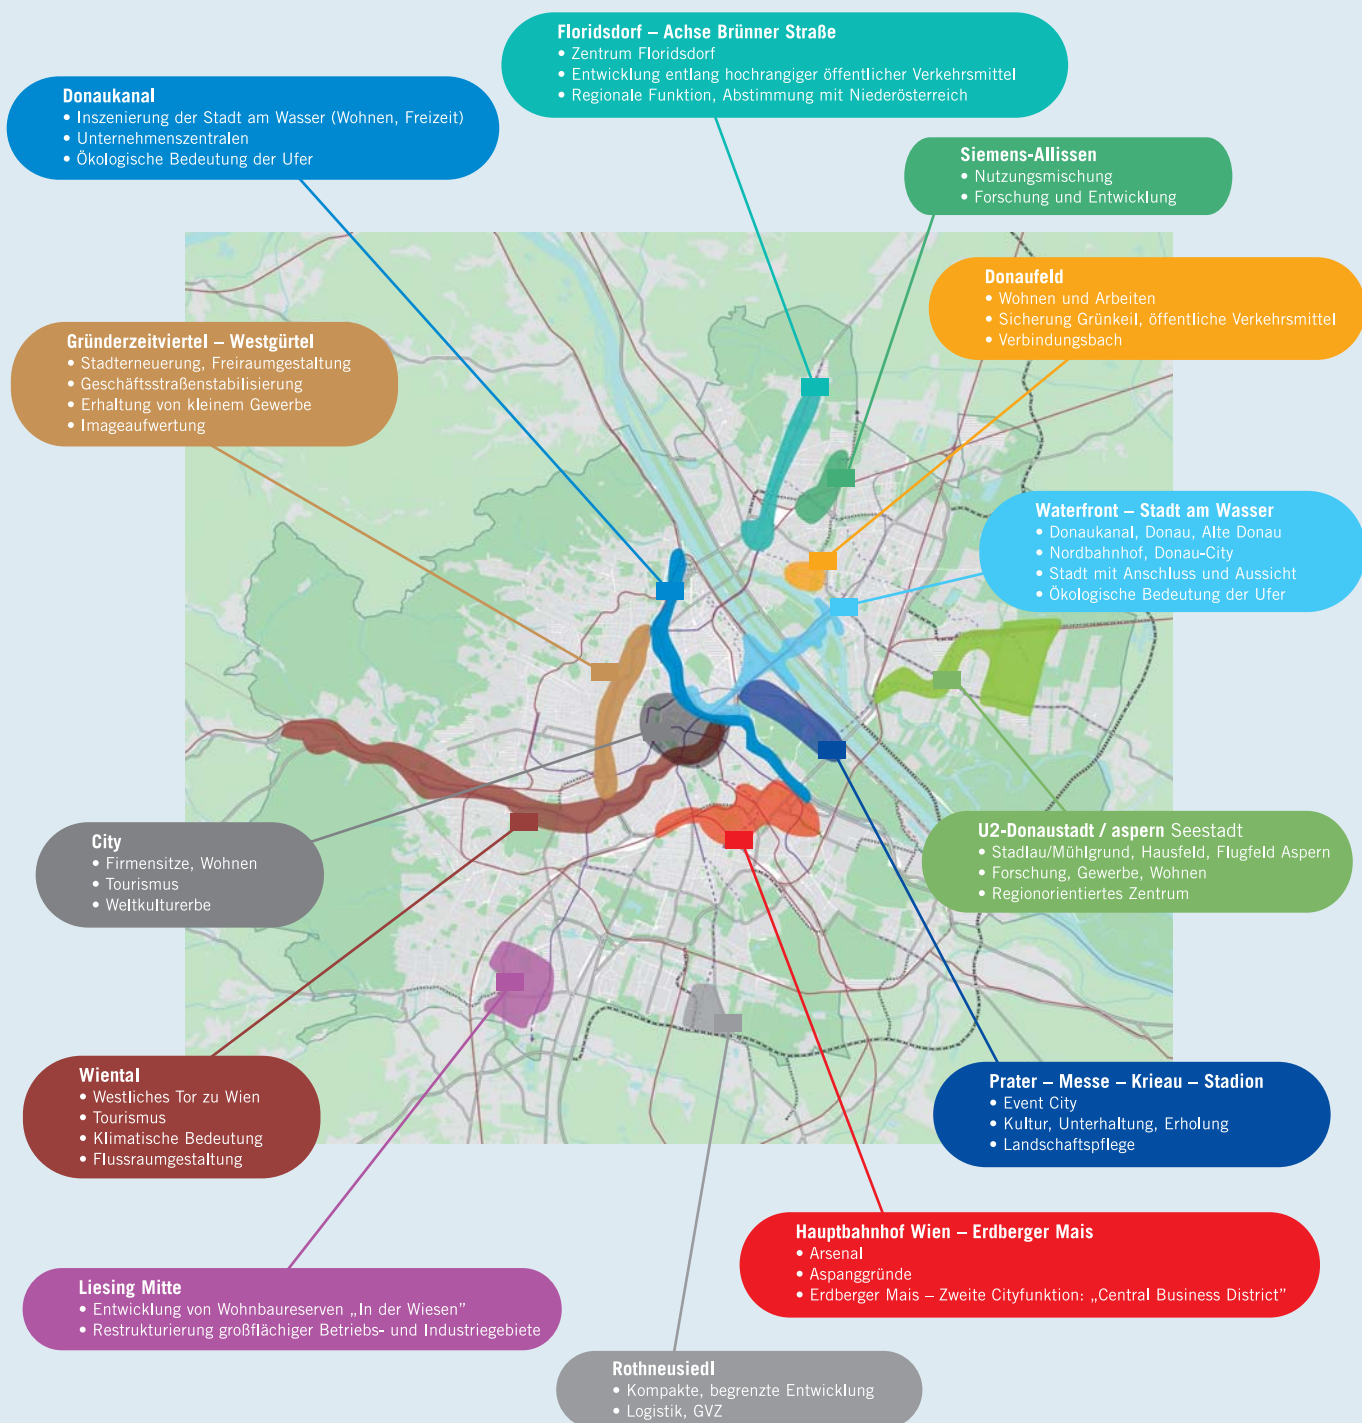 Floridsdorf – Achse Brünner Straße
• Zentrum Floridsdorf
• Entwicklung entlang hochrangiger öffentlicher Verkehrsmittel
• Regionale Funktion, Abstimmung mit Niederösterreich
Donaukanal
• Inszenierung der Stadt am Wasser (Wohnen, Freizeit)
• Unternehmenszentralen
• Ökologische Bedeutung der Ufer
Siemens-Allissen
• Nutzungsmischung
• Forschung und Entwicklung
Donaufeld
• Wohnen und Arbeiten
• Sicherung Grünkeil, öffentliche Verkehrsmittel
• Verbindungsbach
Gründerzeitviertel – Westgürtel
• Stadterneuerung, Freiraumgestaltung
• Geschäftsstraßenstabilisierung
• Erhaltung von kleinem Gewerbe
• Imageaufwertung
Waterfront – Stadt am Wasser
• Donaukanal, Donau, Alte Donau
• Nordbahnhof, Donau-City
• Stadt mit Anschluss und Aussicht
• Ökologische Bedeutung der Ufer
U2-Donaustadt / aspern Seestadt
• Stadlau/Mühlgrund, Hausfeld, Flugfeld Aspern
• Forschung, Gewerbe, Wohnen
• Regionorientiertes Zentrum
City
• Firmensitze, Wohnen
• Tourismus
• Weltkulturerbe
Wiental
• Westliches Tor zu Wien
• Tourismus
• Klimatische Bedeutung
• Flussraumgestaltung
Prater – Messe – Krieau – Stadion
• Event City
• Kultur, Unterhaltung, Erholung
• Landschaftspflege
Hauptbahnhof Wien – Erdberger Mais
• Arsenal
• Aspanggründe
• Erdberger Mais – Zweite Cityfunktion: „Central Business District”
Liesing Mitte
• Entwicklung von Wohnbaureserven „In der Wiesen”
• Restrukturierung großflächiger Betriebs- und Industriegebiete
Rothneusiedl
• Kompakte, begrenzte Entwicklung
• Logistik, GVZ